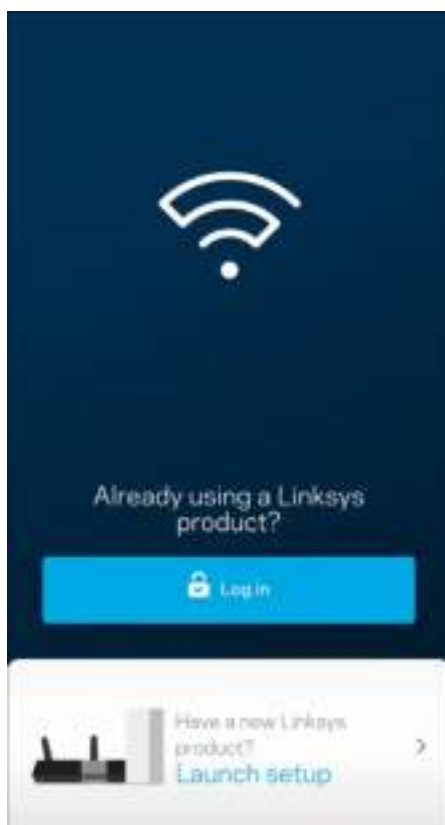 Already using a Linksys
product?
Log in
Have a new Linksys
product?
Launch setup